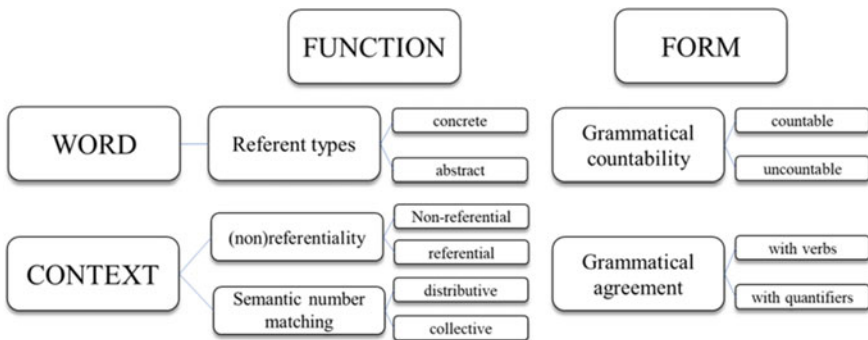 FUNCTION
FORM
WORD
Referent types
concrete
abstract
Grammatical
countability
countable
uncountable
CONTEXT
(non)referentiality
Non-referential
referential
Semantic number
matching
distributive
collective
Grammatical
agreement
with verbs
with quantifiers